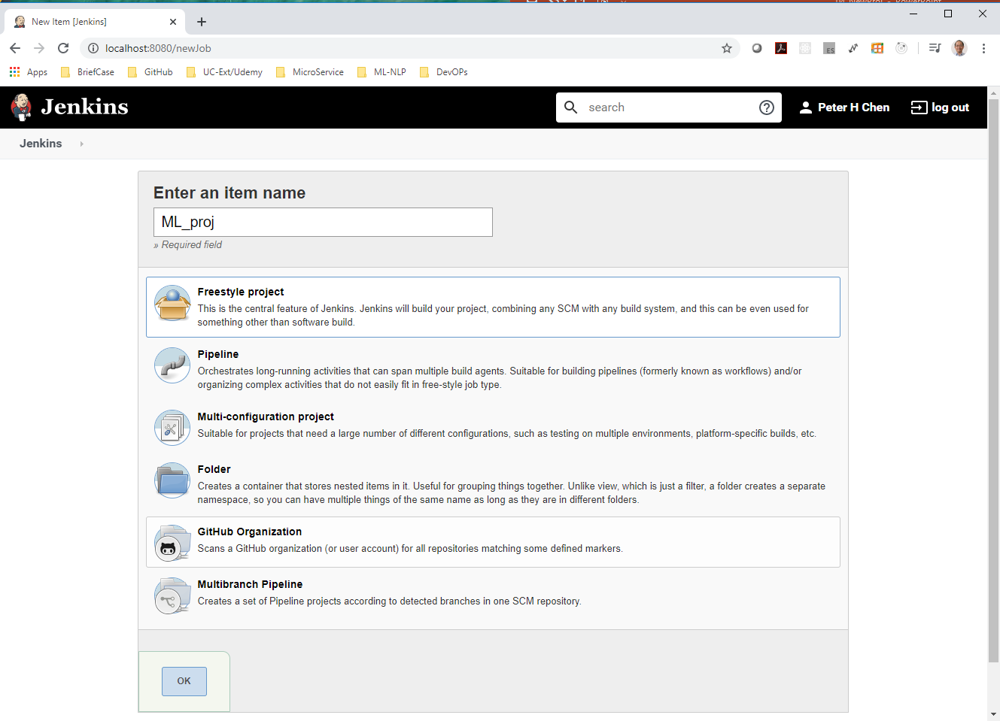 New Item [Jenkins]
localhost:8080/newJob
ES
Apps BriefCase GitHub UC-Ext/Udemy MicroService ML-NLP DevOPs
Jenkins search Peter H Chen log out
Jenkins
Enter an item name
ML_proj
» Required field
Freestyle project
This is the central feature of Jenkins. Jenkins will build your project, combining any SCM with any build system, and this can be even used for
something other than software build.
Pipeline
Orchestrates long-running activities that can span multiple build agents. Suitable for building pipelines (formerly known as workflows) and/or
organizing complex activities that do not easily fit in free-style job type.
Multi-configuration project
Suitable for projects that need a large number of different configurations, such as testing on multiple environments, platform-specific builds, etc.
Folder
Creates a container that stores nested items in it. Useful for grouping things together. Unlike view, which is just a filter, a folder creates a separate
namespace, so you can have multiple things of the same name as long as they are in different folders.
GitHub Organization
Scans a GitHub organization (or user account) for all repositories matching some defined markers.
Multibranch Pipeline
Creates a set of Pipeline projects according to detected branches in one SCM repository.
OK